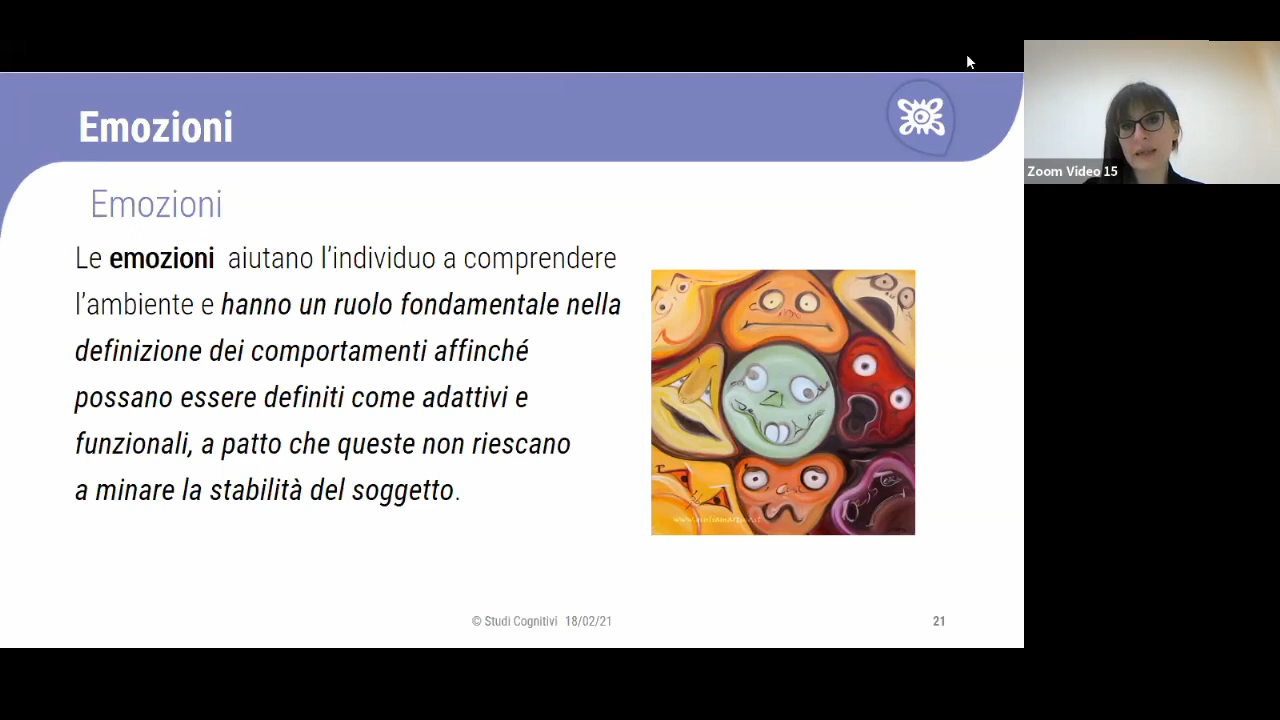 Emozioni
Zoom Video 15
Emozioni
Le emozioni aiutano l’individuo a comprendere
l’ambiente e hanno un ruolo fondamentale nella
definizione dei comportamenti affinché
possano essere definiti come adattivi e
funzionali, a patto che queste non riescano
a minare la stabilità del soggetto.
© Studi Cognitivi 18/02/21
21